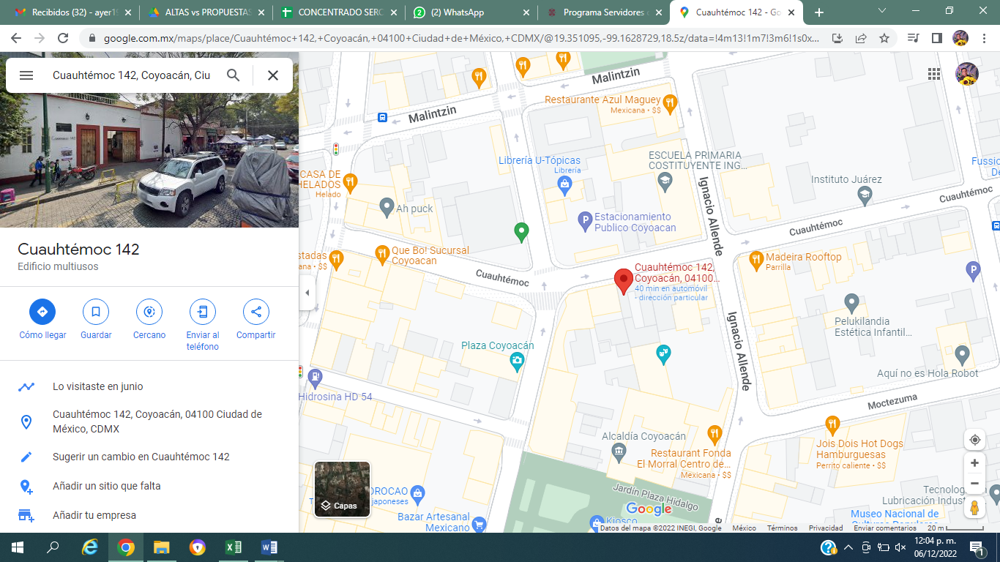 Recibidos (32) - ayer1
ALTAS vs PROPUESTAS
CONCENTRADO SERC
(2) WhatsApp
Programa Servidores
Cuauhtémoc 142 - Go
google.com.mx/maps/place/Cuauhtémoc+142,+Coyoacán,+04100+Ciudad+de+México,+CDMX/@19.351095,-99.1628729,18.5z/data=!4m13!1m7!3m6!1s0x...
Cuauhtémoc 142, Coyoacán, Ciu
Cuauhtémoc 142
Edificio multiusos
Cómo llegar
Guardar
Cercano
Enviar al
teléfono
Compartir
Lo visitaste en junio
Cuauhtémoc 142, Coyoacán, 04100 Ciudad de
México, CDMX
Sugerir un cambio en Cuauhtémoc 142
Añadir un sitio que falta
Añadir tu empresa
Malintzin
Malintzin
Restaurante Azul Maguey
Mexicana • $$
Librería U-Tópicas
Librería
ESCUELA PRIMARIA
COSTITUYENTE ING...
Ignacio Allende
Instituto Juárez
Fussio
De
Cuauhtémoc
CASA DE
HELADOS
Helado
Ah puck
P
Estacionamiento
Publico Coyoacan
Cuauhtémoc
stadas
na • $$
Que Bo! Sucursal
Coyoacan
Madeira Rooftop
Parrilla
P
Cuauhtémoc
Cuauhtémoc 142,
Coyoacán, 04100...
40 min en automóvil
- dirección particular
Ignacio Allende
Pelukilandia
Estética Infantil...
Plaza Coyoacán
Aquí no es Hola Robot
Hidrosina HD 54
Moctezuma
Alcaldía Coyoacán
Restaurant Fonda
El Morral Centro de...
Mexicana • $$
Jois Dois Hot Dogs
Hamburguesas
Perrito caliente • $$
Capas
OROCAO
japoneses
Bazar Artesanal
Mexicano
Jardín Plaza Hidalgo
Google
Kiosco
Tecnolog
Lubricación Indust...
Museo Nacional de
Culturas Populares
Datos del mapa ©2022 INEGI, Google
México
Términos
Privacidad
Enviar comentarios
20 m
12:04 p. m.
06/12/2022
1